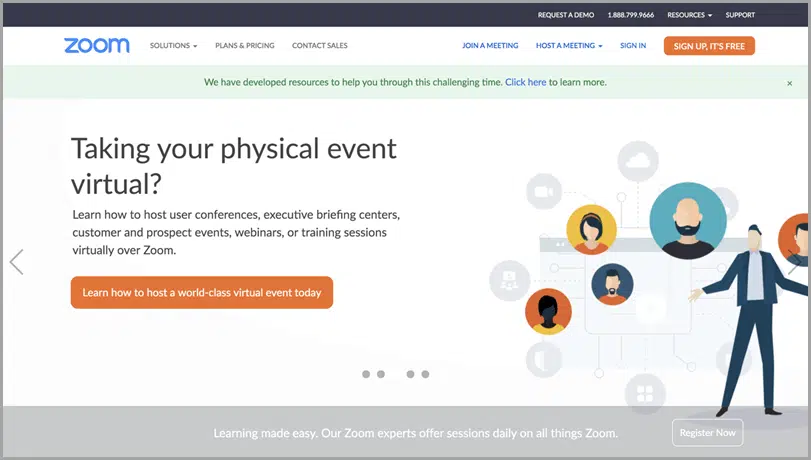 REQUEST A DEMO 1.888.799.9666 RESOURCES SUPPORT
zoom SOLUTIONS PLANS & PRICING CONTACT SALES JOIN A MEETING HOST A MEETING SIGN IN SIGN UP, IT'S FREE
We have developed resources to help you through this challenging time. Click here to learn more. ×
Taking your physical event
virtual?
Learn how to host user conferences, executive briefing centers,
customer and prospect events, webinars, or training sessions
virtually over Zoom.
Learn how to host a world-class virtual event today
Learning made easy. Our Zoom experts offer sessions daily on all things Zoom. Register Now